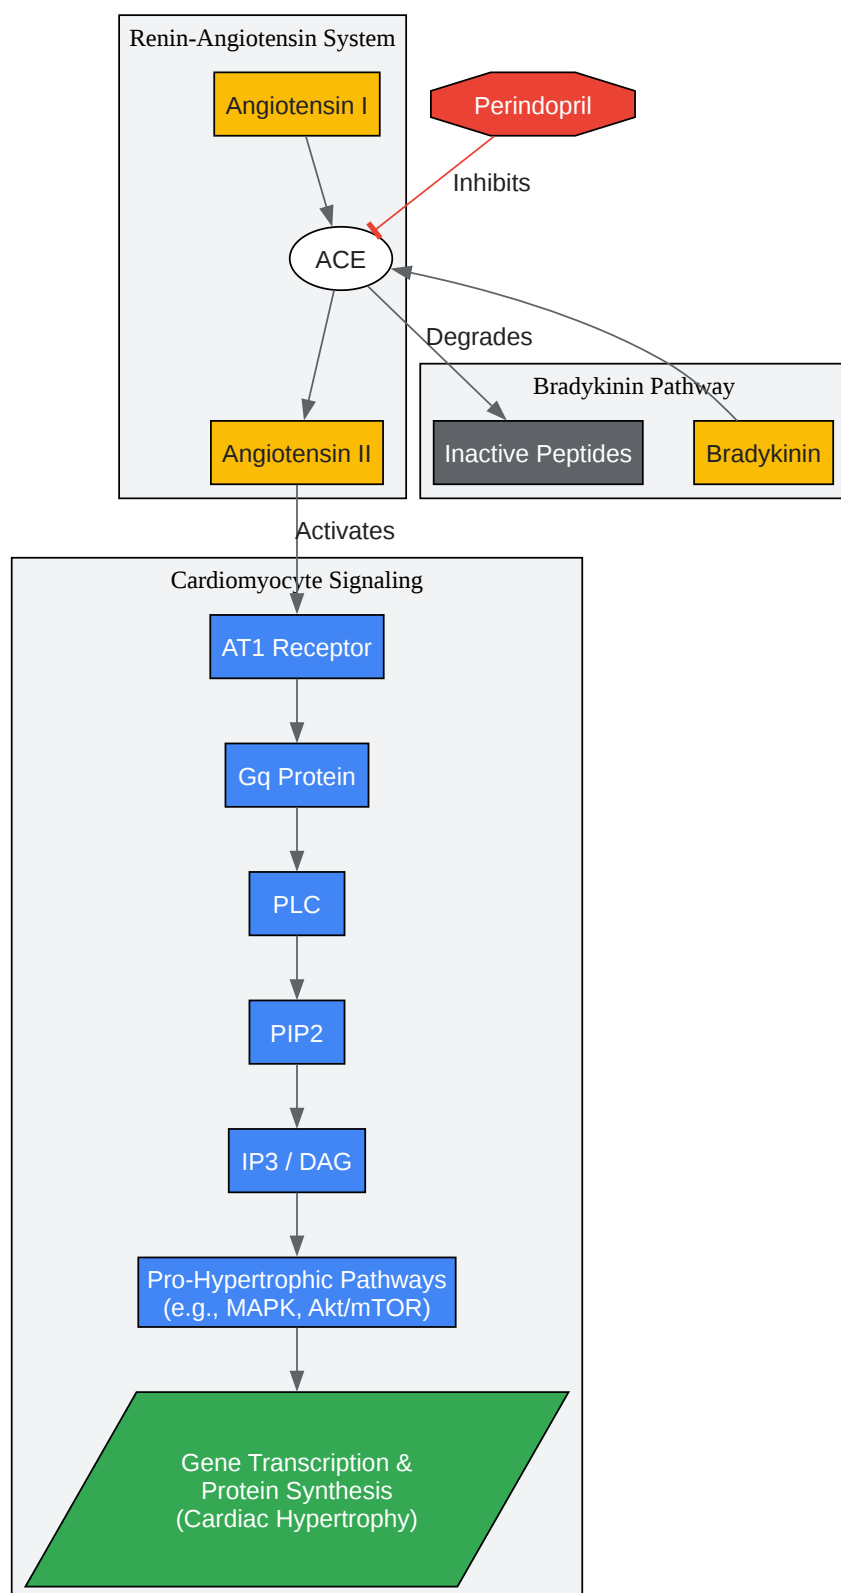 Renin-Angiotensin System
Angiotensin I
Perindopril
Inhibits
ACE
Degrades
Bradykinin Pathway
Angiotensin II
Inactive Peptides
Bradykinin
Activates
Cardiomyocyte Signaling
AT1 Receptor
Gq Protein
PLC
PIP2
IP3 / DAG
Pro-Hypertrophic Pathways
(e.g., MAPK, Akt/mTOR)
Gene Transcription &
Protein Synthesis
(Cardiac Hypertrophy)